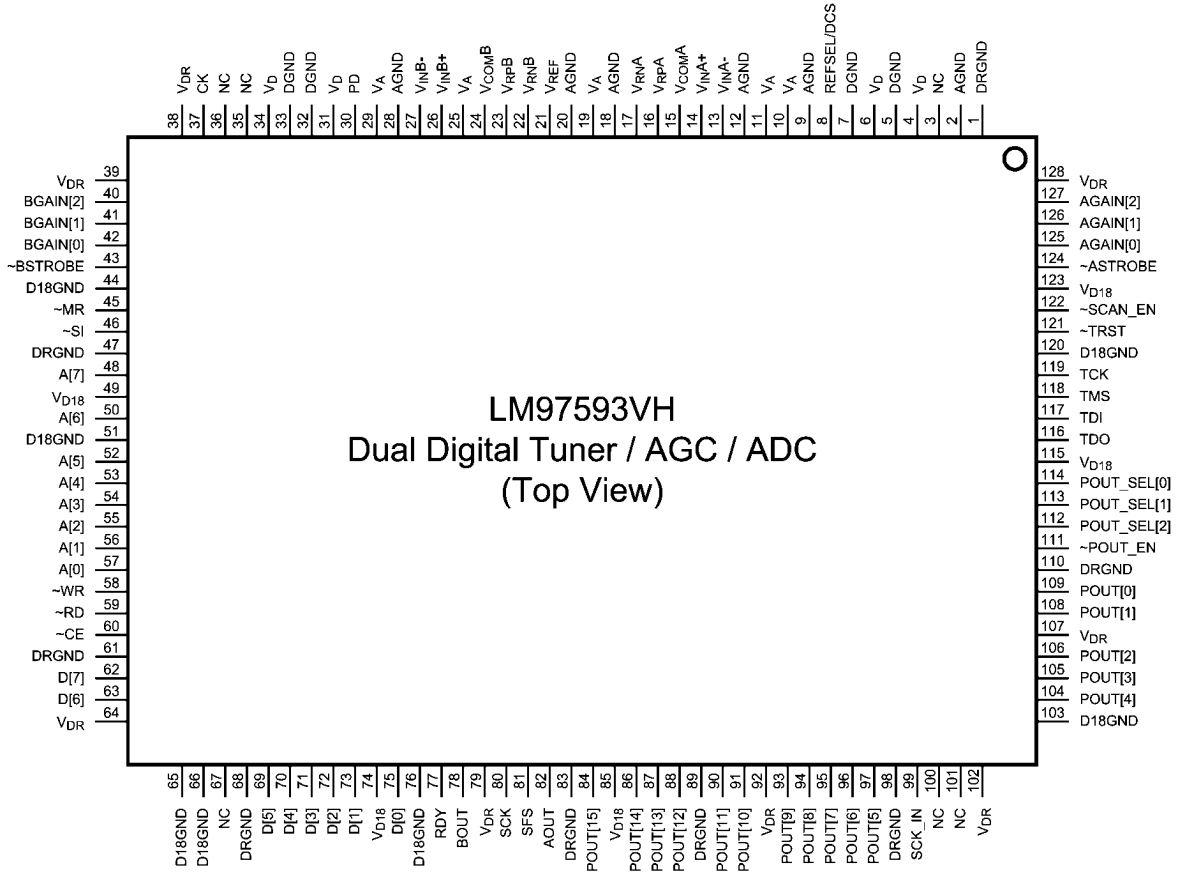 VDR CK NC NC VD DGND DGND VD PD VA AGND VINB- VINB+ VA VCOMB VRPB VRNB VREF AGND VA AGND VRNA VRPA VCOMA VINA+ VINA- AGND VA VA AGND REFSEL/DCS DGND VD DGND VD NC AGND DRGND
38 37 36 35 34 33 32 31 30 29 28 27 26 25 24 23 22 21 20 19 18 17 16 15 14 13 12 11 10 9 8 7 6 5 4 3 2 1
VDR 39
BGAIN[2] 40
BGAIN[1] 41
BGAIN[0] 42
~BSTROBE 43
D18GND 44
~MR 45
~SI 46
DRGND 47
A[7] 48
VD18 49
A[6] 50
D18GND 51
A[5] 52
A[4] 53
A[3] 54
A[2] 55
A[1] 56
A[0] 57
~WR 58
~RD 59
~CE 60
DRGND 61
D[7] 62
D[6] 63
VDR 64
LM97593VH
Dual Digital Tuner / AGC / ADC
(Top View)
128 VDR
127 AGAIN[2]
126 AGAIN[1]
125 AGAIN[0]
124 ~ASTROBE
123 VD18
122 ~SCAN_EN
121 ~TRST
120 D18GND
119 TCK
118 TMS
117 TDI
116 TDO
115 VD18
114 POUT_SEL[0]
113 POUT_SEL[1]
112 POUT_SEL[2]
111 ~POUT_EN
110 DRGND
109 POUT[0]
108 POUT[1]
107 VDR
106 POUT[2]
105 POUT[3]
104 POUT[4]
103 D18GND
65 66 67 68 69 70 71 72 73 74 75 76 77 78 79 80 81 82 83 84 85 86 87 88 89 90 91 92 93 94 95 96 97 98 99 100 101 102
D18GND D18GND NC DRGND D[5] D[4] D[3] D[2] D[1] VD18 D[0] D18GND RDY BOUT VDR SCK SFS AOUT DRGND POUT[15] VD18 POUT[14] POUT[13] POUT[12] DRGND POUT[11] POUT[10] VDR POUT[9] POUT[8] POUT[7] POUT[6] POUT[5] DRGND SCK_IN NC NC VDR